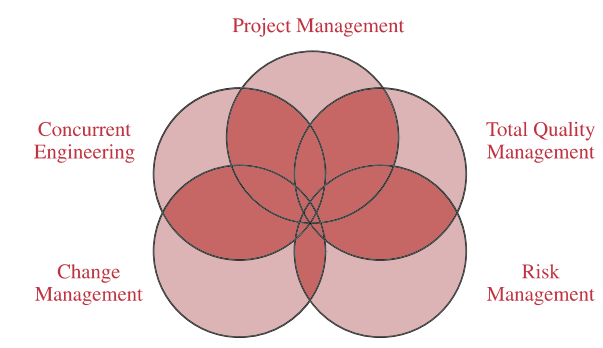 Project Management
Concurrent
Engineering
Total Quality
Management
Change
Management
Risk
Management